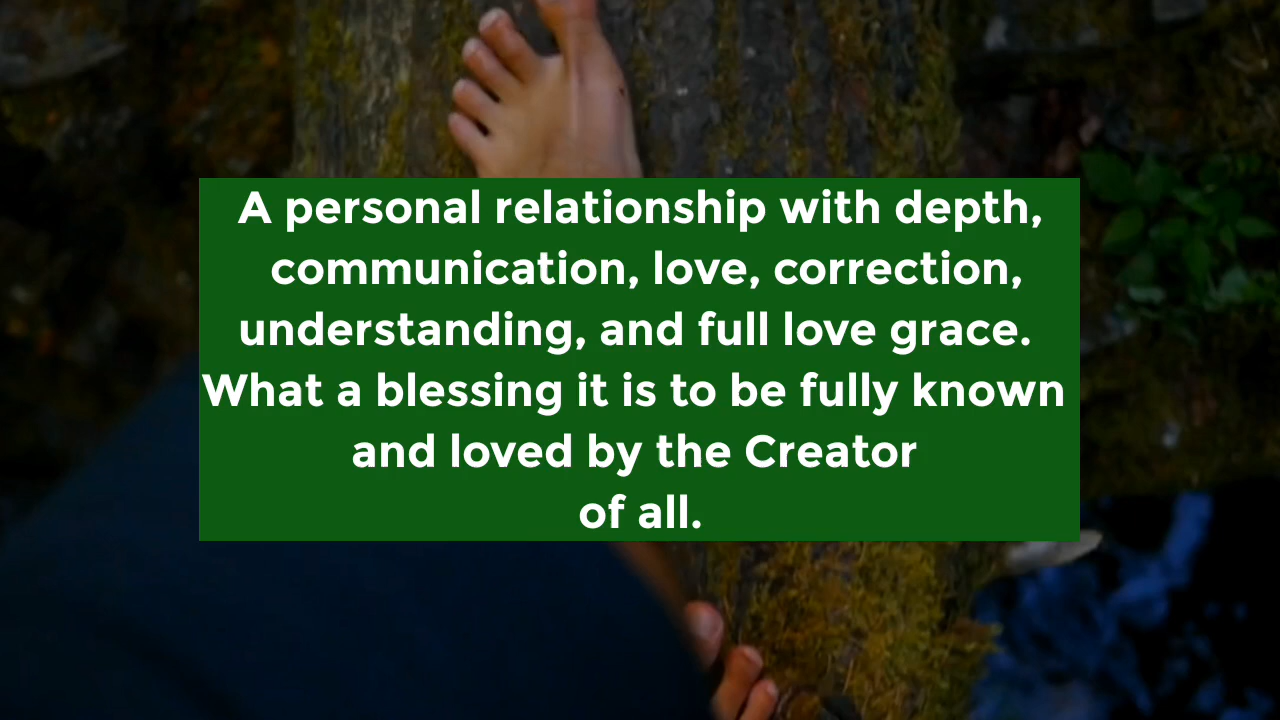 A personal relationship with depth,
communication, love, correction,
understanding, and full love grace.
What a blessing it is to be fully known
and loved by the Creator
of all.